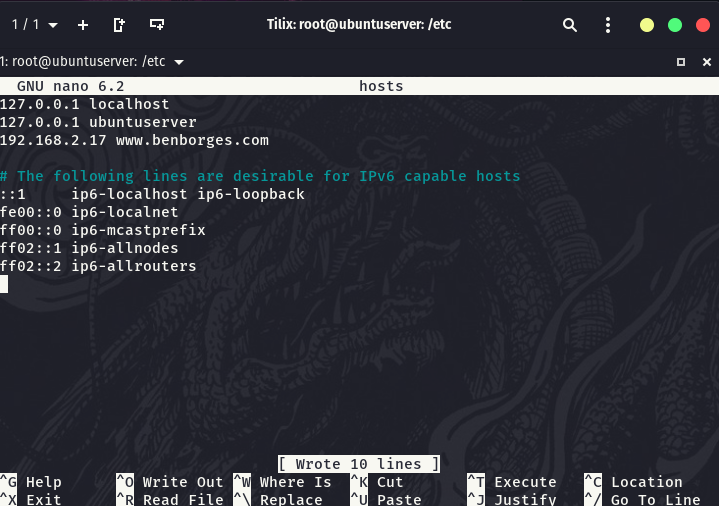 1 / 1
Tilix: root@ubuntuserver: /etc
1: root@ubuntuserver: /etc
GNU nano 6.2 hosts
127.0.0.1 localhost
127.0.0.1 ubuntuserver
192.168.2.17 www.benborges.com
# The following lines are desirable for IPv6 capable hosts
::1 ip6-localhost ip6-loopback
fe00::0 ip6-localnet
ff00::0 ip6-mcastprefix
ff02::1 ip6-allnodes
ff02::2 ip6-allrouters
[ Wrote 10 lines ]
^G Help ^O Write Out ^W Where Is ^K Cut ^T Execute ^C Location
^X Exit ^R Read File ^\ Replace ^U Paste ^J Justify ^/ Go To Line